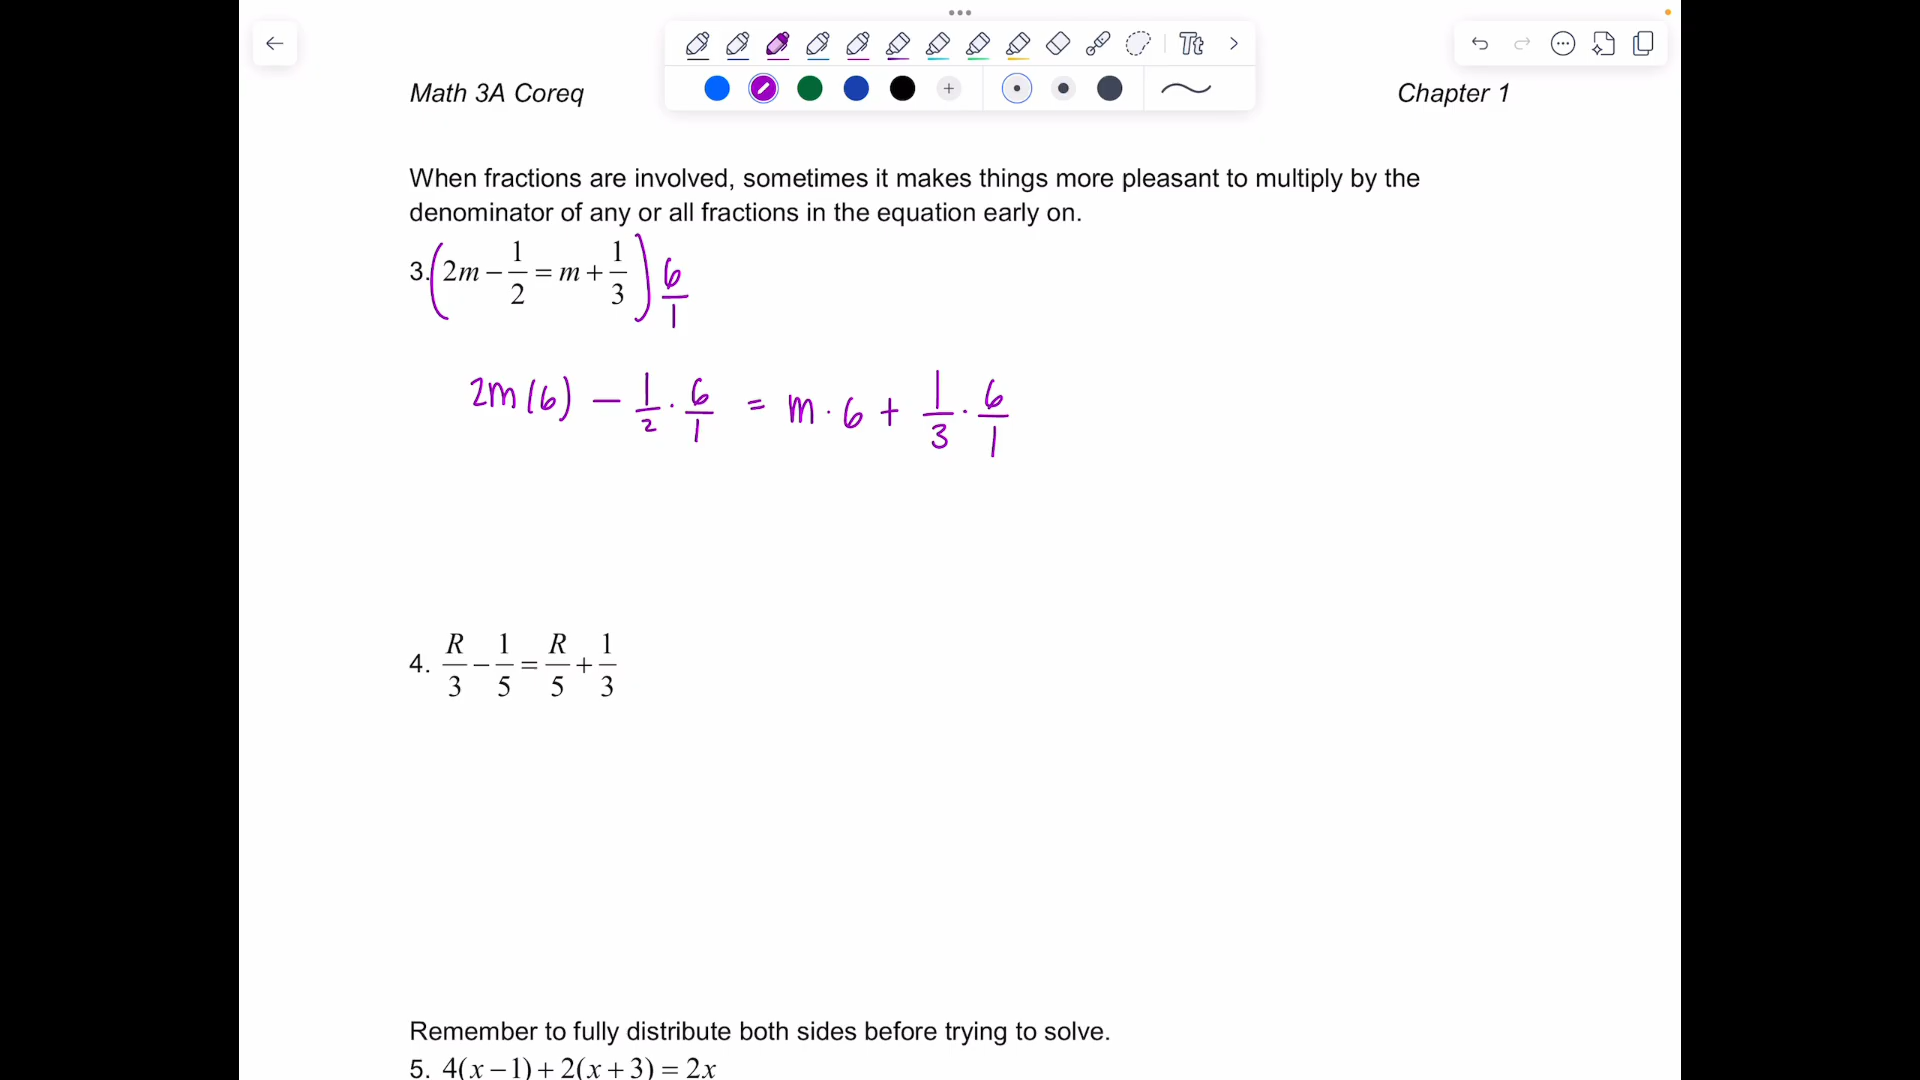 Tt
Math 3A Coreq
Chapter 1
When fractions are involved, sometimes it makes things more pleasant to multiply by the
denominator of any or all fractions in the equation early on.
3. ( 2m − 1/2 = m + 1/3 ) 6/1
2m(6) − 1/2 · 6/1 = m · 6 + 1/3 · 6/1
4. R/3 − 1/5 = R/5 + 1/3
Remember to fully distribute both sides before trying to solve.
5. 4(x − 1) + 2(x + 3) = 2x